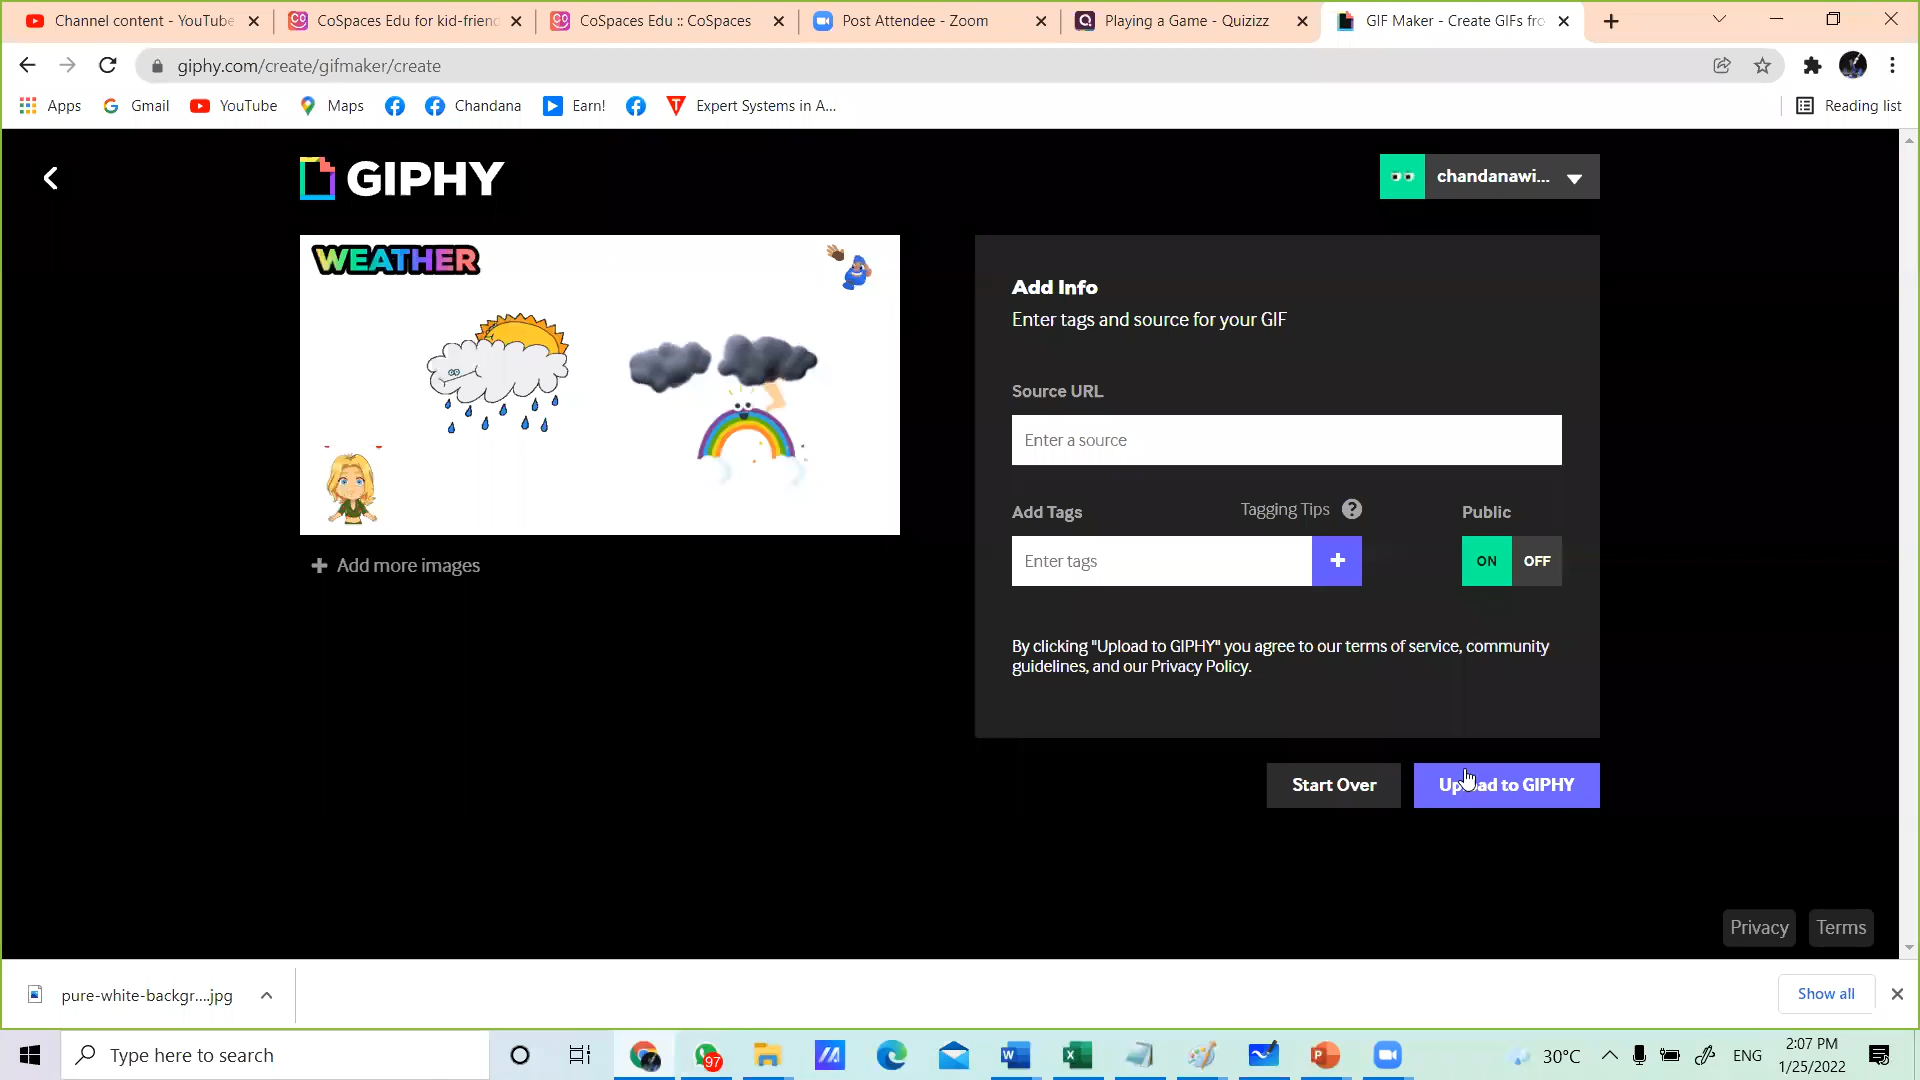 Channel content - YouTube
CoSpaces Edu for kid-frien
CoSpaces Edu :: CoSpaces
Post Attendee - Zoom
Playing a Game - Quizizz
GIF Maker - Create GIFs fro
giphy.com/create/gifmaker/create
Apps
Gmail
YouTube
Maps
Chandana
Earn!
Expert Systems in A...
Reading list
GIPHY
chandanawi...
WEATHER
Add Info
Enter tags and source for your GIF
Source URL
Enter a source
Add Tags
Tagging Tips
Public
Enter tags
ON
OFF
Add more images
By clicking "Upload to GIPHY" you agree to our terms of service, community
guidelines, and our Privacy Policy.
Start Over
Upload to GIPHY
Privacy
Terms
pure-white-backgr....jpg
Show all
Type here to search
97
30°C
ENG
2:07 PM
1/25/2022